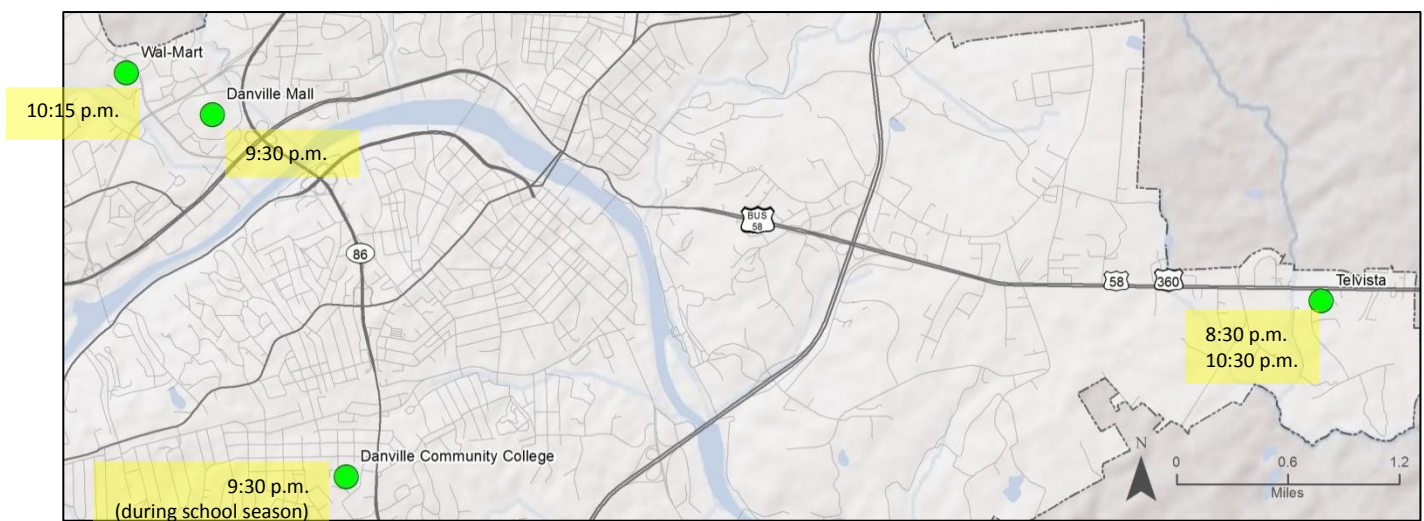 Wal-Mart
10:15 p.m.
Danville Mall
9:30 p.m.
86
BUS
58
58
360
Telvista
8:30 p.m.
10:30 p.m.
Danville Community College
9:30 p.m.
(during school season)
N
0 0.6 1.2
Miles